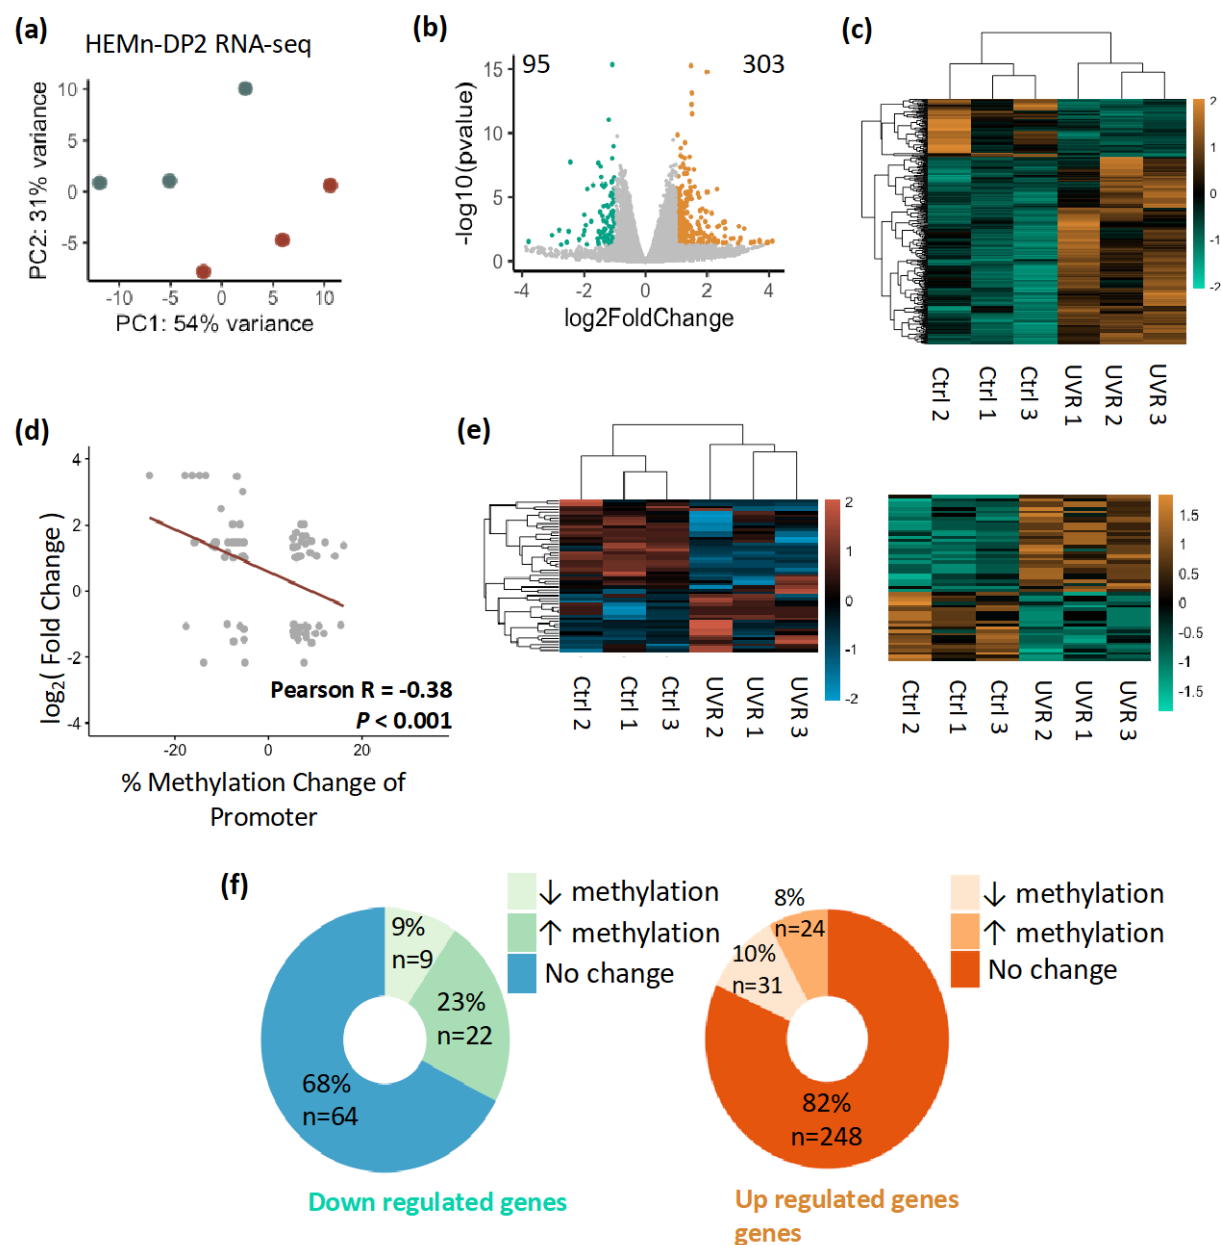 (a)
HEMn-DP2 RNA-seq
PC2: 31% variance
10
5
0
-5
-10
-5
0
5
10
PC1: 54% variance
(b)
95
303
-log10(pvalue)
15
10
5
0
-4
-2
0
2
4
log2FoldChange
(c)
2
1
0
-1
-2
Ctrl 2
Ctrl 1
Ctrl 3
UVR 1
UVR 2
UVR 3
(d)
log2( Fold Change )
4
2
0
-2
-4
Pearson R = -0.38
P < 0.001
-20
0
20
% Methylation Change of
Promoter
(e)
2
1
0
-1
-2
Ctrl 2
Ctrl 1
Ctrl 3
UVR 2
UVR 1
UVR 3
1.5
1
0.5
0
-0.5
-1
-1.5
Ctrl 2
Ctrl 1
Ctrl 3
UVR 2
UVR 1
UVR 3
(f)
↓ methylation
↑ methylation
No change
9%
n=9
23%
n=22
68%
n=64
Down regulated genes
↓ methylation
↑ methylation
No change
8%
n=24
10%
n=31
82%
n=248
Up regulated genes
genes